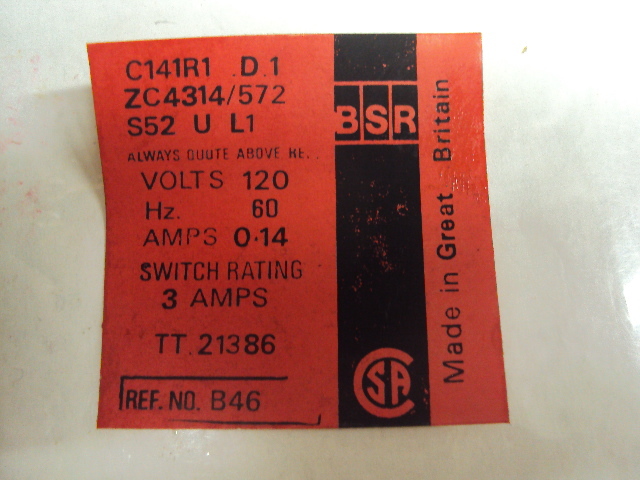 C141R1 D.1
ZC4314/572
S52 U L1
ALWAYS QUOTE ABOVE RE..
VOLTS 120
Hz. 60
AMPS 0·14
SWITCH RATING
3 AMPS
TT 21386
REF. NO. B46
BSR
CSA
Made in Great Britain